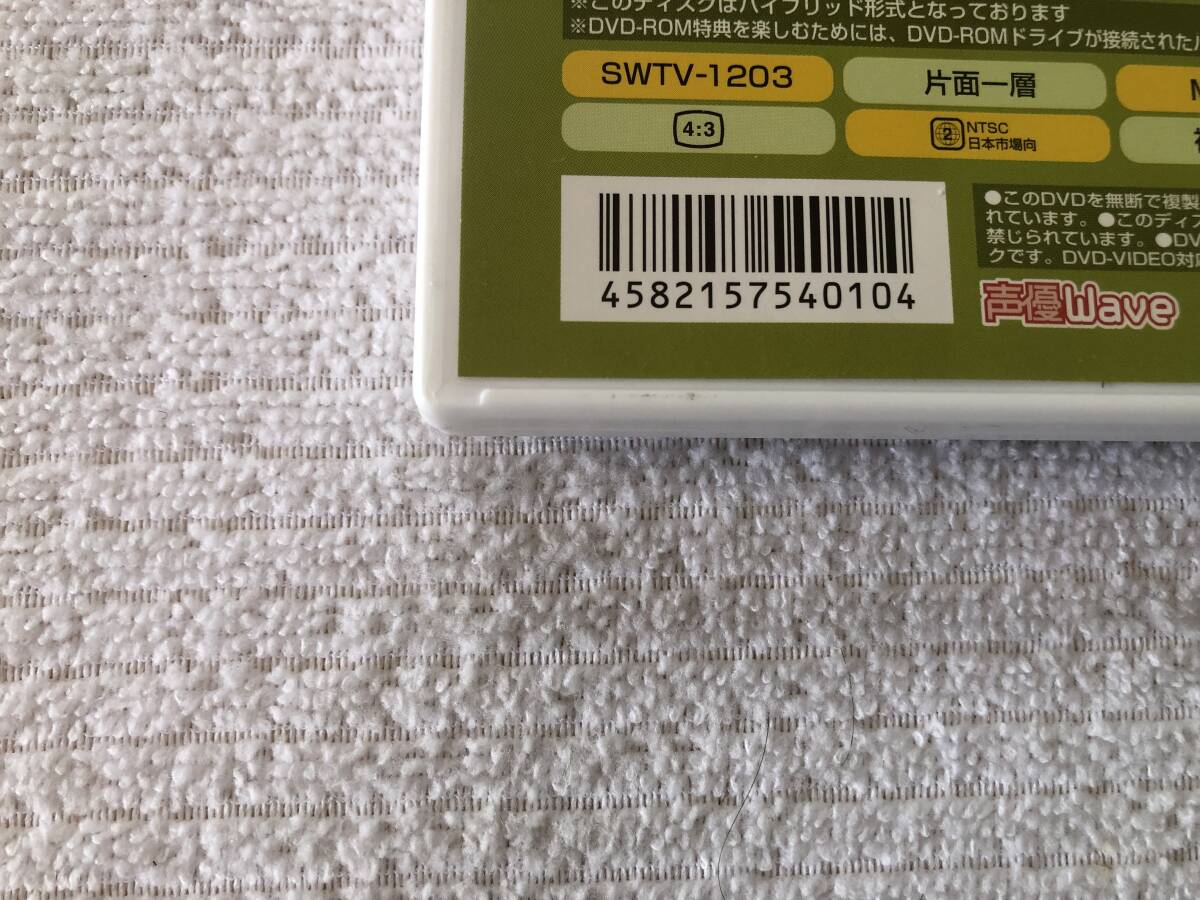 ※このディスクはハイブリッド形式となっております
※DVD-ROM特典を楽しむためには、DVD-ROMドライブが接続された
SWTV-1203
片面一層
4:3
2
NTSC
日本市場向
●このDVDを無断で複製
れています。●このディス
禁じられています。●DV
クです。DVD-VIDEO対応
4582157540104
声優Wave